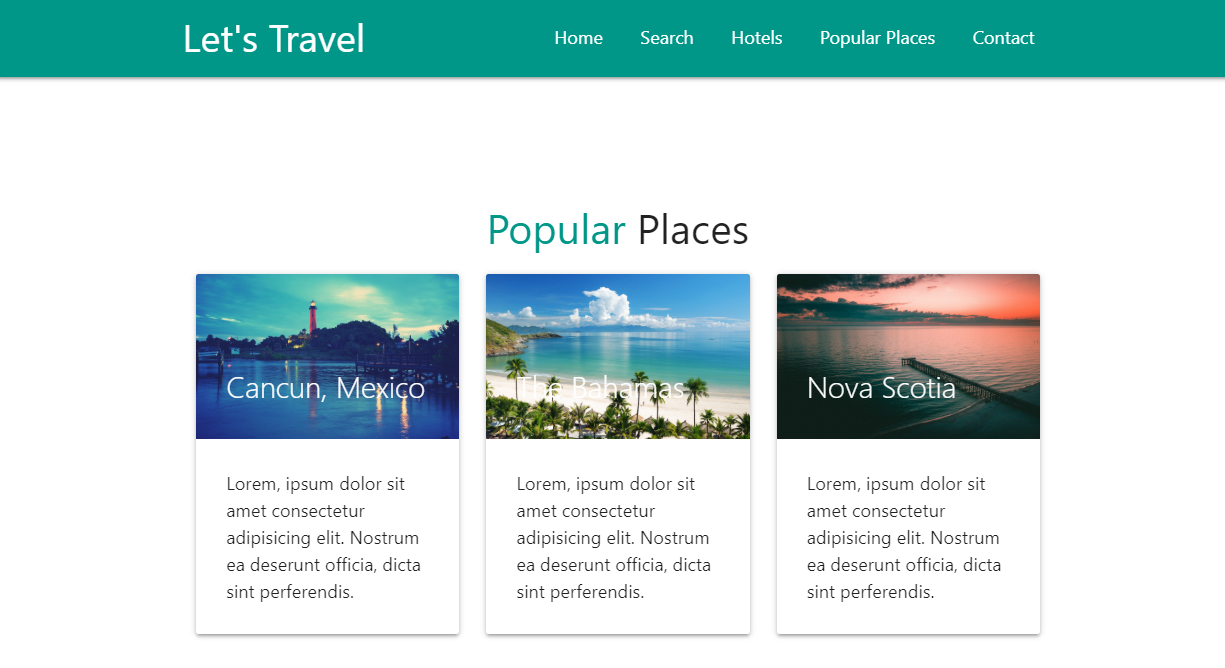 Let's Travel
Home Search Hotels Popular Places Contact
Popular Places
Cancun, Mexico
Lorem, ipsum dolor sit
amet consectetur
adipisicing elit. Nostrum
ea deserunt officia, dicta
sint perferendis.
The Bahamas
Lorem, ipsum dolor sit
amet consectetur
adipisicing elit. Nostrum
ea deserunt officia, dicta
sint perferendis.
Nova Scotia
Lorem, ipsum dolor sit
amet consectetur
adipisicing elit. Nostrum
ea deserunt officia, dicta
sint perferendis.